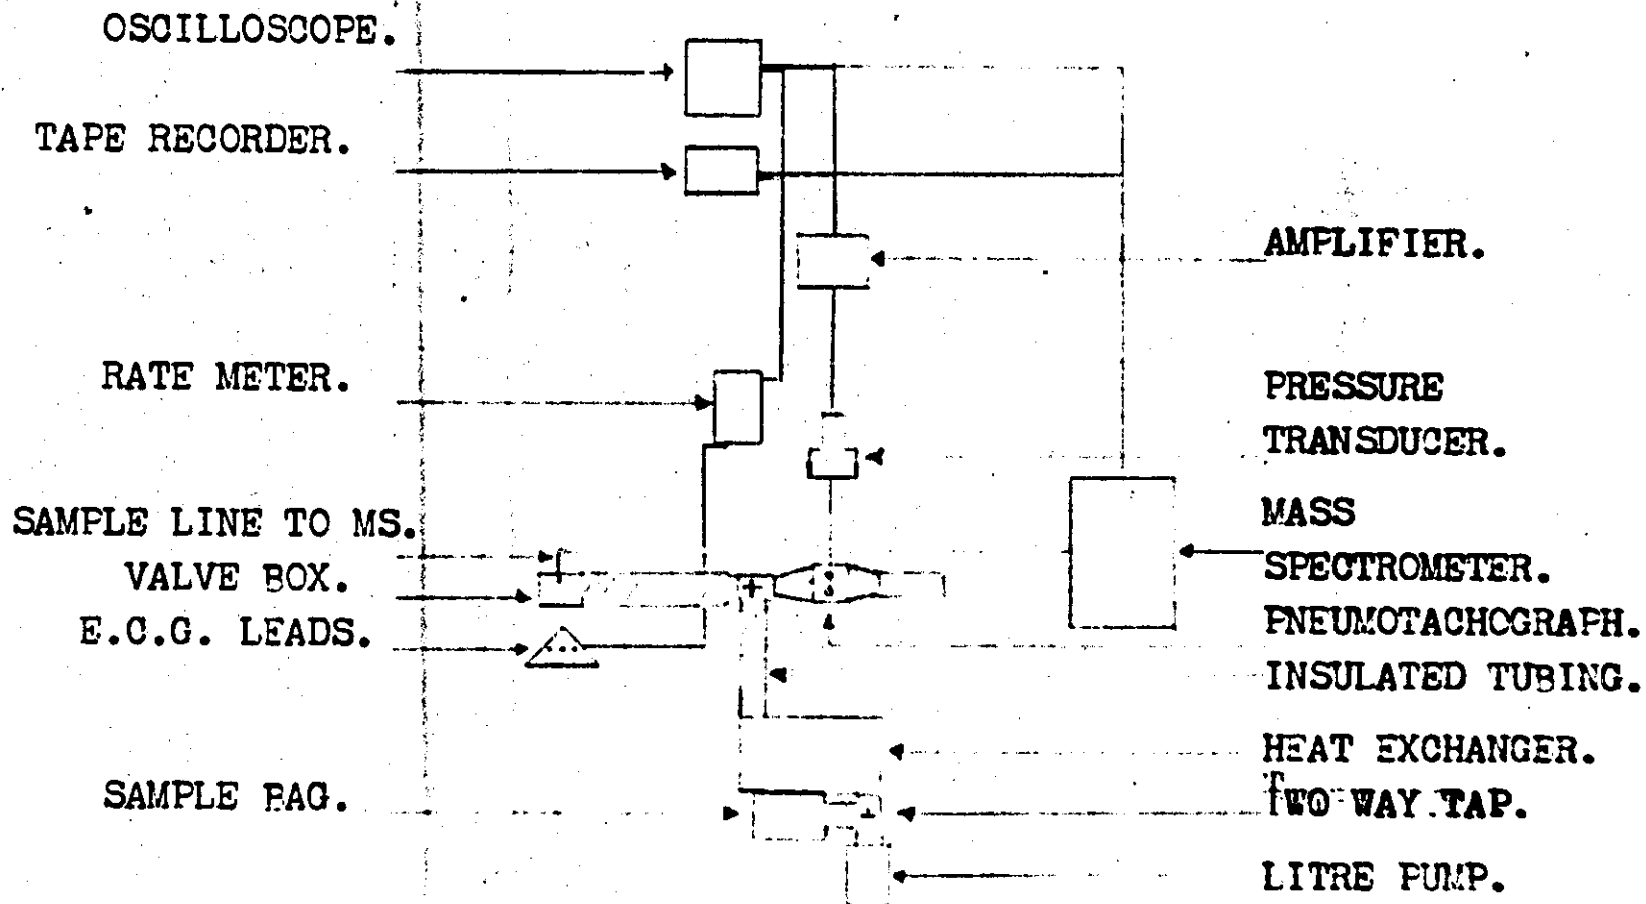 OSCILLOSCOPE.
TAPE RECORDER.
AMPLIFIER.
RATE METER.
PRESSURE
TRANSDUCER.
SAMPLE LINE TO MS.
MASS
VALVE BOX.
SPECTROMETER.
E.C.G. LEADS.
PNEUMOTACHOGRAPH.
INSULATED TUBING.
HEAT EXCHANGER.
SAMPLE BAG.
TWO WAY TAP.
LITRE PUMP.